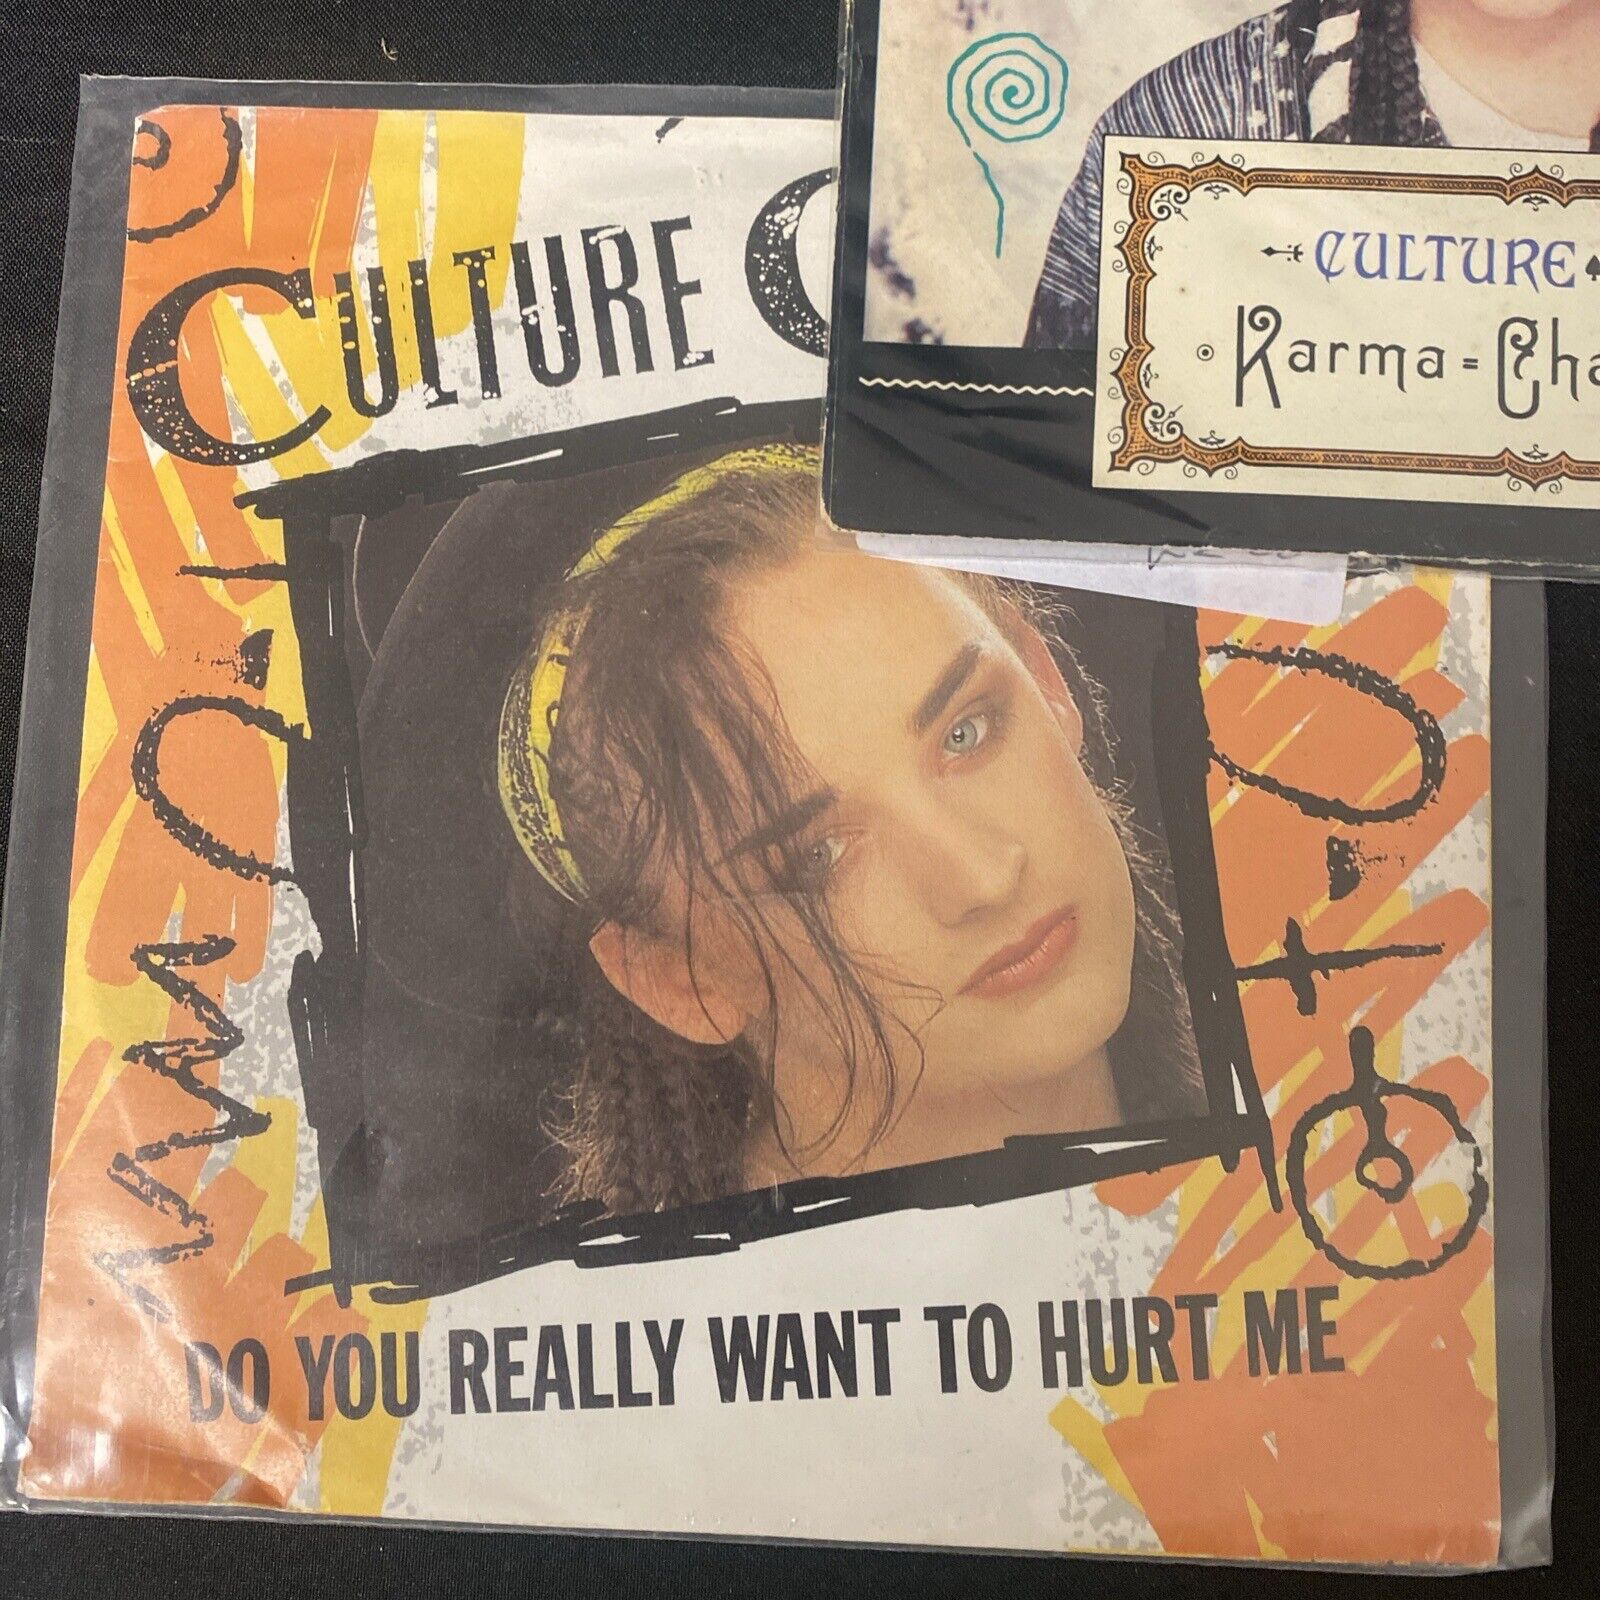 CULTURE
CULTURE
Karma = Cha
DO YOU REALLY WANT TO HURT ME